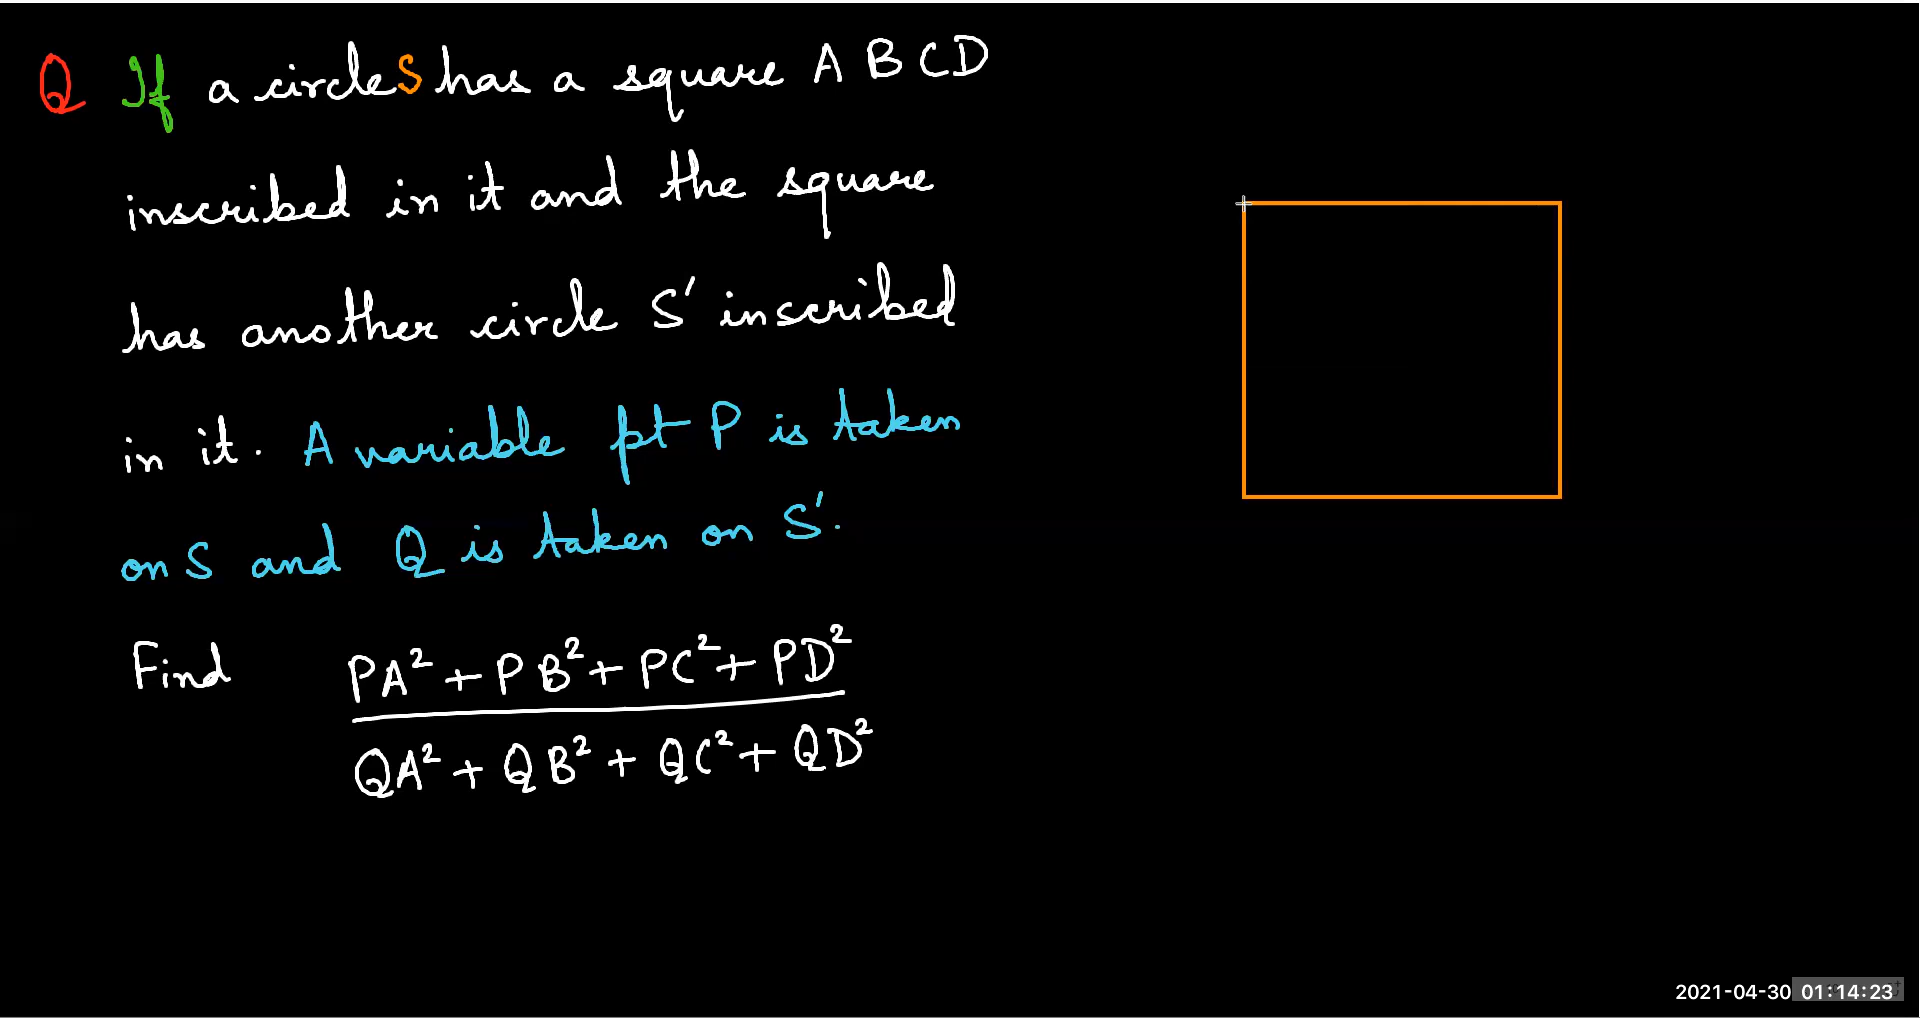 Q If a circle S has a square A B C D
inscribed in it and the square
has another circle S' inscribed
in it. A variable pt P is taken
on S and Q is taken on S'.
Find PA² + PB² + PC² + PD²
QA² + QB² + QC² + QD²
2021-04-30 01:14:23